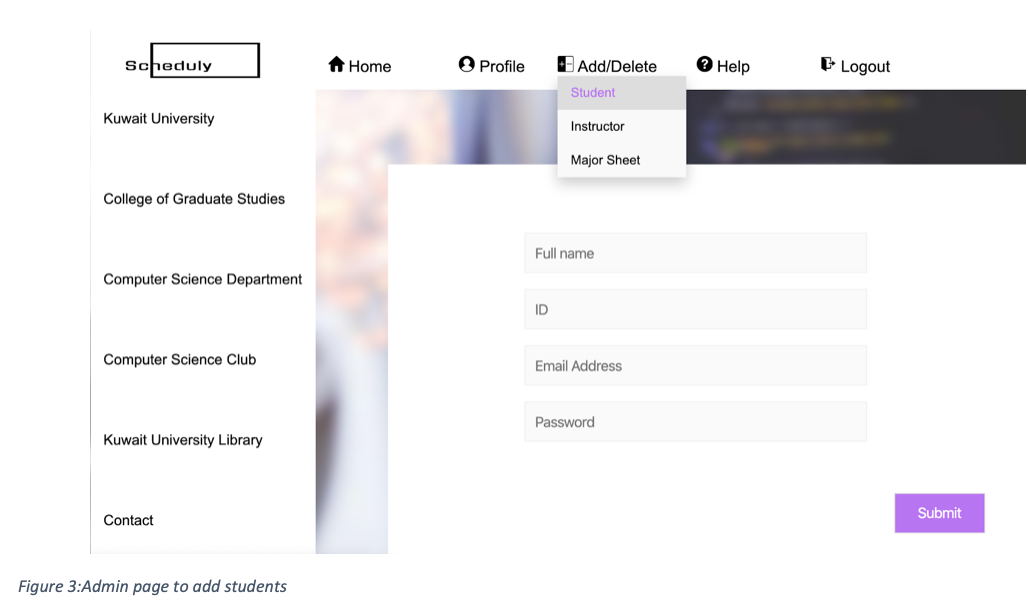 Scheduly
Home
Profile
Add/Delete
Help
Logout
Student
Instructor
Major Sheet
Kuwait University
College of Graduate Studies
Computer Science Department
Computer Science Club
Kuwait University Library
Contact
Full name
ID
Email Address
Password
Submit
Figure 3:Admin page to add students